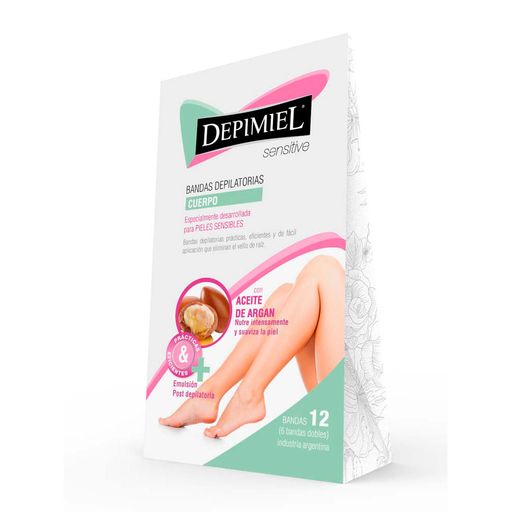 DEPIMIEL®
sensitive
BANDAS DEPILATORIAS
CUERPO
Especialmente desarrollada
para PIELES SENSIBLES
Bandas depilatorias prácticas, eficientes y de fácil
aplicación que eliminan el vello de raíz.
con
ACEITE
DE ARGAN
Nutre intensamente
y suaviza la piel
PRÁCTICAS
&
EFICIENTES
+
Emulsión
Post depilatoria
BANDAS 12
(6 bandas dobles)
industria argentina